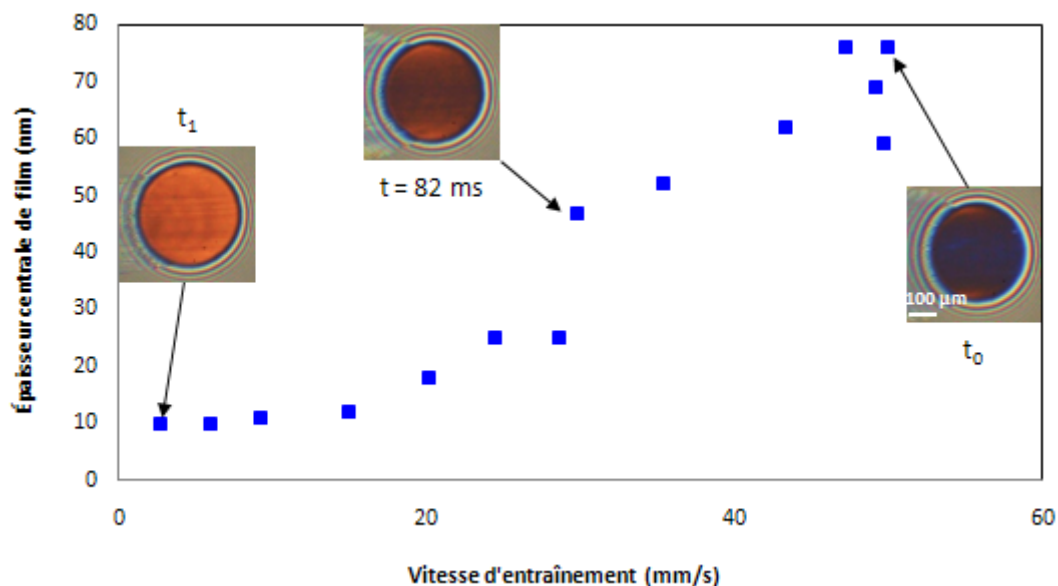 80
70
60
50
40
30
20
10
0
Épaisseur centrale de film (nm)
t₁
t = 82 ms
100 µm
t₀
0 20 40 60
Vitesse d'entraînement (mm/s)